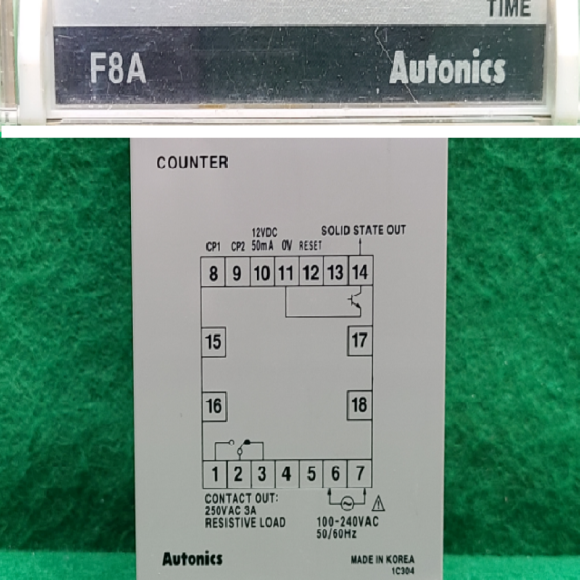 TIME
F8A Autonics
COUNTER
12VDC SOLID STATE OUT
CP1 CP2 50mA 0V RESET
8 9 10 11 12 13 14
15 17
16 18
1 2 3 4 5 6 7
CONTACT OUT:
250VAC 3A
RESISTIVE LOAD
100-240VAC
50/60Hz
Autonics MADE IN KOREA
1C304